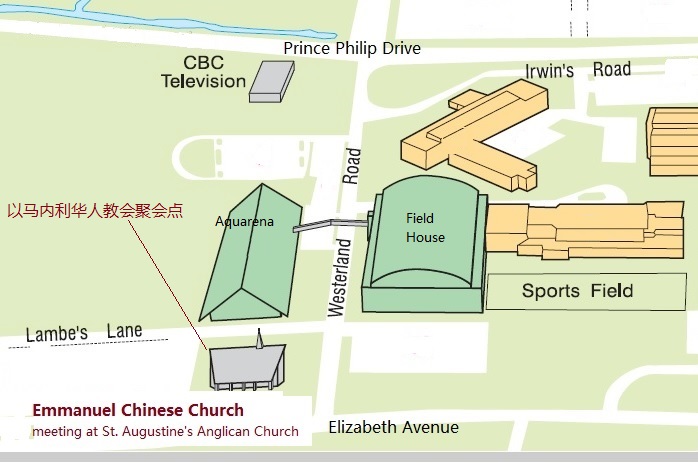 Prince Philip Drive
CBC
Television
Irwin's Road
Road
以马内利华人教会聚会点
Aquarena
Field
House
Westerland
Sports Field
Lambe's Lane
Emmanuel Chinese Church
meeting at St. Augustine's Anglican Church
Elizabeth Avenue